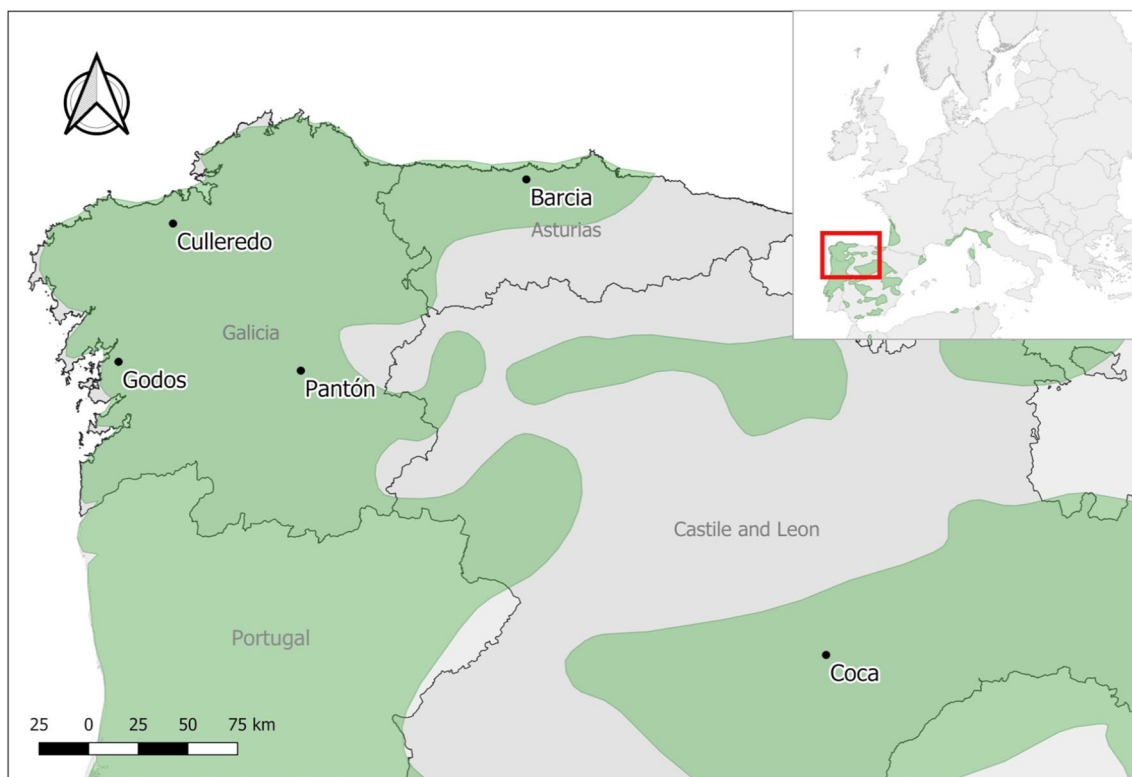 Barcia
Culleredo
Asturias
Galicia
Godos
Pantón
Castile and Leon
Portugal
Coca
25 0 25 50 75 km